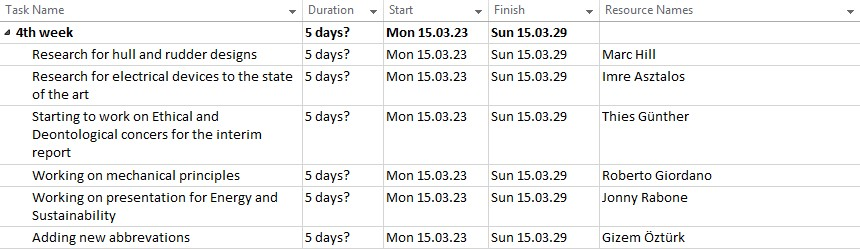 Task Name Duration Start Finish Resource Names
4th week 5 days? Mon 15.03.23 Sun 15.03.29
Research for hull and rudder designs 5 days? Mon 15.03.23 Sun 15.03.29 Marc Hill
Research for electrical devices to the state 5 days? Mon 15.03.23 Sun 15.03.29 Imre Asztalos
of the art
Starting to work on Ethical and 5 days? Mon 15.03.23 Sun 15.03.29 Thies Günther
Deontological concers for the interim
report
Working on mechanical principles 5 days? Mon 15.03.23 Sun 15.03.29 Roberto Giordano
Working on presentation for Energy and 5 days? Mon 15.03.23 Sun 15.03.29 Jonny Rabone
Sustainability
Adding new abbrevations 5 days? Mon 15.03.23 Sun 15.03.29 Gizem Öztürk